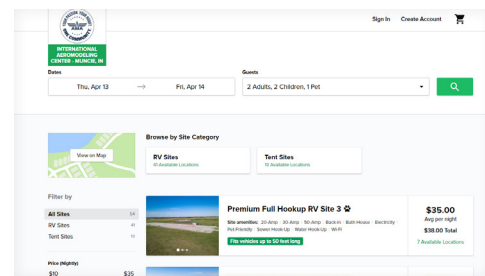 Sign In Create Account
AMA
INTERNATIONAL
AEROMODELING
CENTER - MUNCIE, IN
Dates
Guests
Thu, Apr 13 → Fri, Apr 14
2 Adults, 2 Children, 1 Pet
View on Map
Browse by Site Category
RV Sites
41 Available Locations
Tent Sites
13 Available Locations
Filter by
All Sites 54
RV Sites 41
Tent Sites 13
Price (Nightly)
$10 $35
Premium Full Hookup RV Site 3
Site amenities: 20-Amp 30-Amp 50-Amp Back-In Bath House Electricity
Pet-Friendly Sewer Hook-Up Water Hook-Up Wi-Fi
Fits vehicles up to 50 feet long
$35.00
Avg per night
$38.00 Total
7 Available Locations